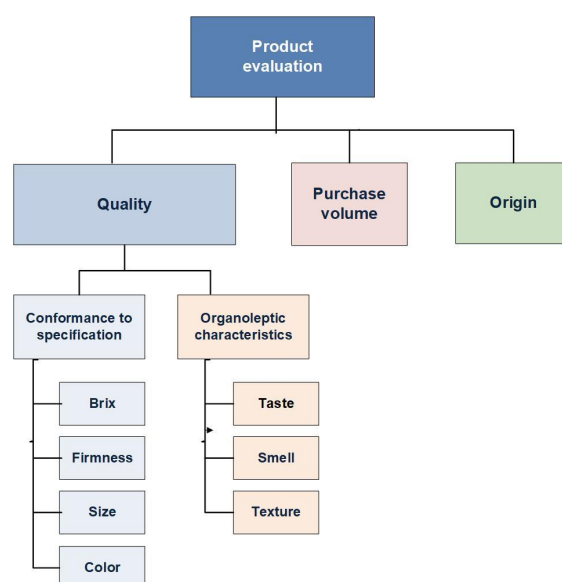 Product
evaluation
Quality
Purchase
volume
Origin
Conformance to
specification
Organoleptic
characteristics
Brix
Firmness
Size
Color
Taste
Smell
Texture